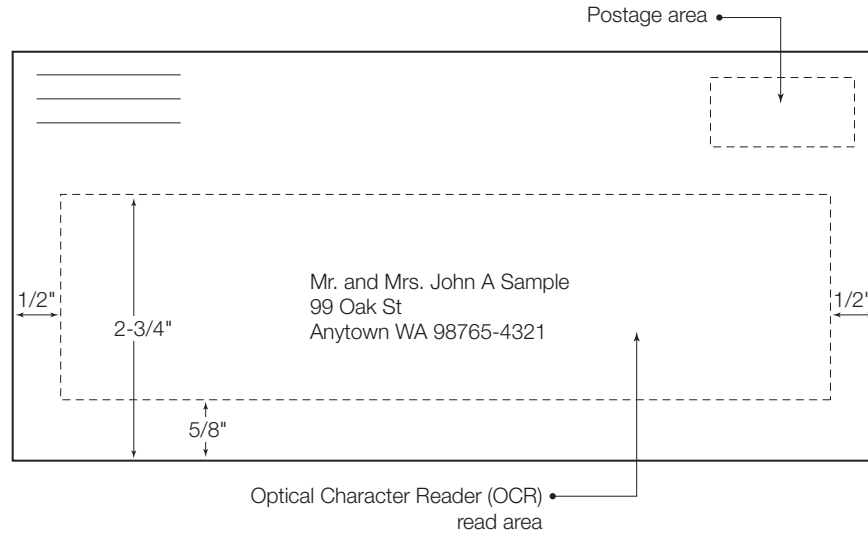 Postage area
Mr. and Mrs. John A Sample
99 Oak St
Anytown WA 98765-4321
1/2"
2-3/4"
1/2"
5/8"
Optical Character Reader (OCR)
read area